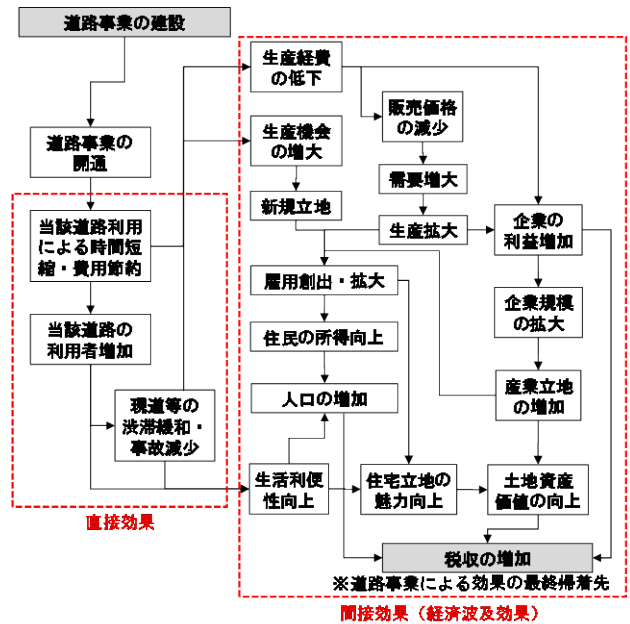 道路事業の建設
道路事業の
開通
当該道路利用
による時間短
縮・費用節約
当該道路の
利用者増加
現道等の
渋滞緩和・
事故減少
直接効果
生産経費
の低下
販売価格
の減少
生産機会
の増大
需要増大
新規立地
生産拡大
企業の
利益増加
雇用創出・拡大
企業規模
の拡大
住民の所得向上
人口の増加
産業立地
の増加
生活利便
性向上
住宅立地の
魅力向上
土地資産
価値の向上
税収の増加
※道路事業による効果の最終帰着先
間接効果（経済波及効果）